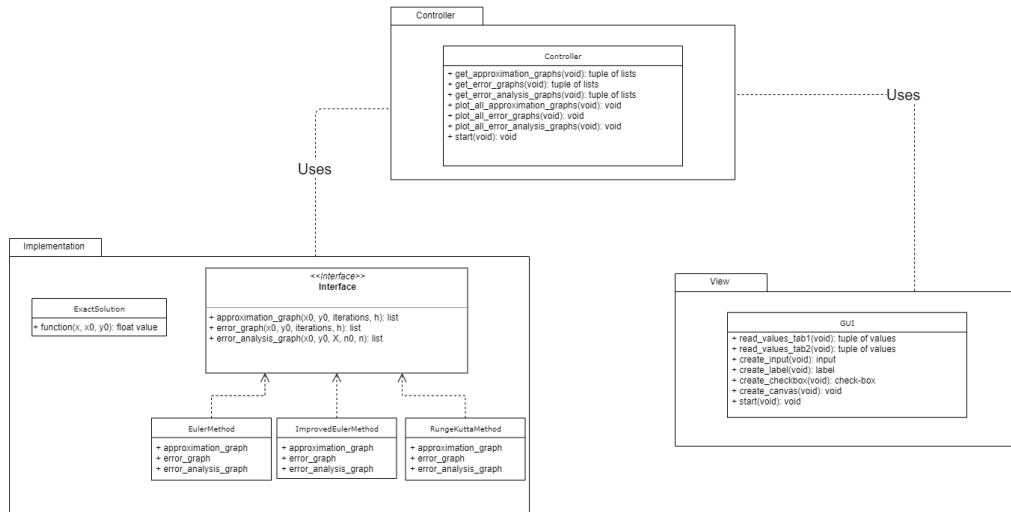 Controller
Controller
+ get_approximation_graphs(void): tuple of lists
+ get_error_graphs(void): tuple of lists
+ get_error_analysis_graphs(void): tuple of lists
+ plot_all_approximation_graphs(void): void
+ plot_all_error_graphs(void): void
+ plot_all_error_analysis_graphs(void): void
+ start(void): void
Uses
Uses
Implementation
<<Interface>>
Interface
+ approximation_graph(x0, y0, iterations, h): list
+ error_graph(x0, y0, iterations, h): list
+ error_analysis_graph(x0, y0, X, n0, n): list
ExactSolution
+ function(x, x0, y0): float value
EulerMethod
+ approximation_graph
+ error_graph
+ error_analysis_graph
ImprovedEulerMethod
+ approximation_graph
+ error_graph
+ error_analysis_graph
RungeKuttaMethod
+ approximation_graph
+ error_graph
+ error_analysis_graph
View
GUI
+ read_values_tab1(void): tuple of values
+ read_values_tab2(void): tuple of values
+ create_input(void): input
+ create_label(void): label
+ create_checkbox(void): check-box
+ create_canvas(void): void
+ start(void): void